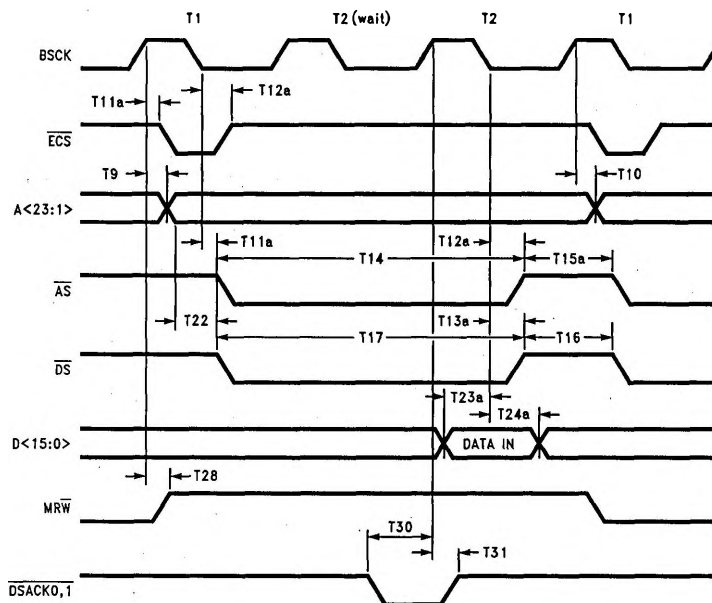 T1 T2 (wait) T2 T1
BSCK
T11a T12a
ECS
T9 T10
A<23:1>
T11a T12a
T14 T15a
AS
T22 T13a
T17 T16
DS
T23a
T24a
D<15:0> DATA IN
T28
MRW
T30
T31
DSACK0,1